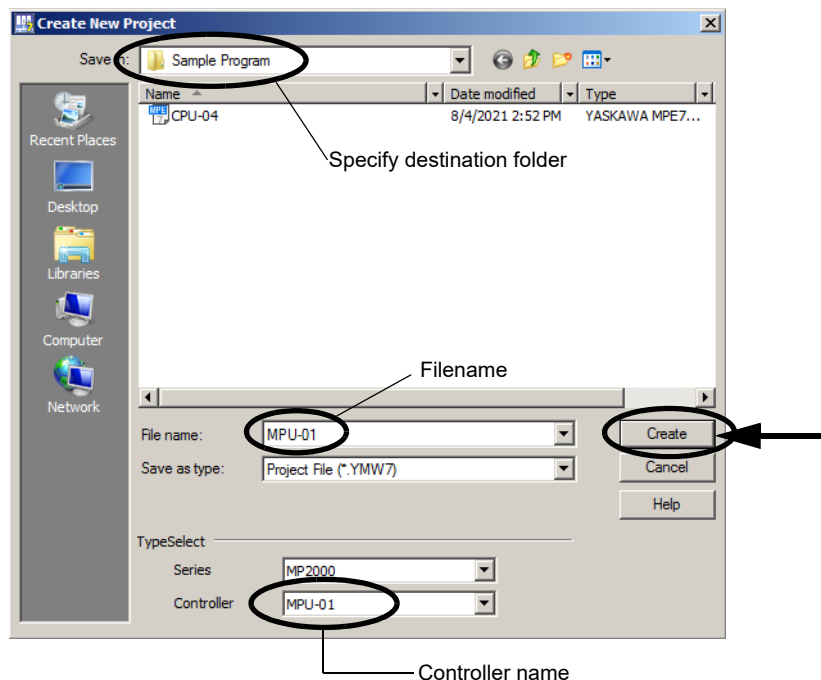 Create New Project
Save in: Sample Program
Name Date modified Type
CPU-04 8/4/2021 2:52 PM YASKAWA MPE7...
Recent Places
Specify destination folder
Desktop
Libraries
Computer
Filename
Network
File name: MPU-01 Create
Save as type: Project File (*.YMW7) Cancel
Help
TypeSelect
Series MP2000
Controller MPU-01
Controller name